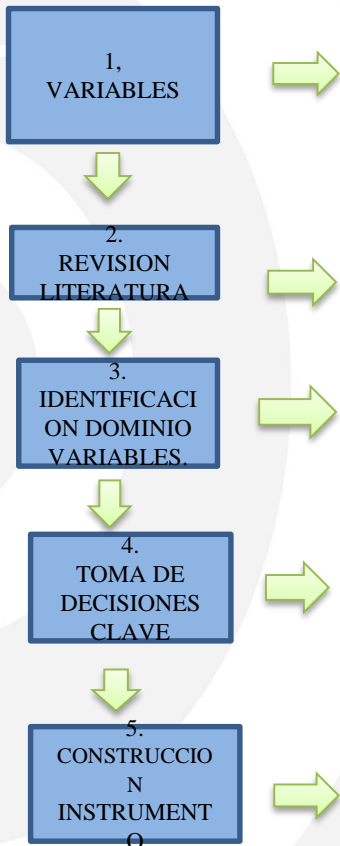 1,
VARIABLES
2.
REVISION
LITERATURA
3.
IDENTIFICACI
ON DOMINIO
VARIABLES.
4.
TOMA DE
DECISIONES
CLAVE
5.
CONSTRUCCIO
N
INSTRUMENT
O